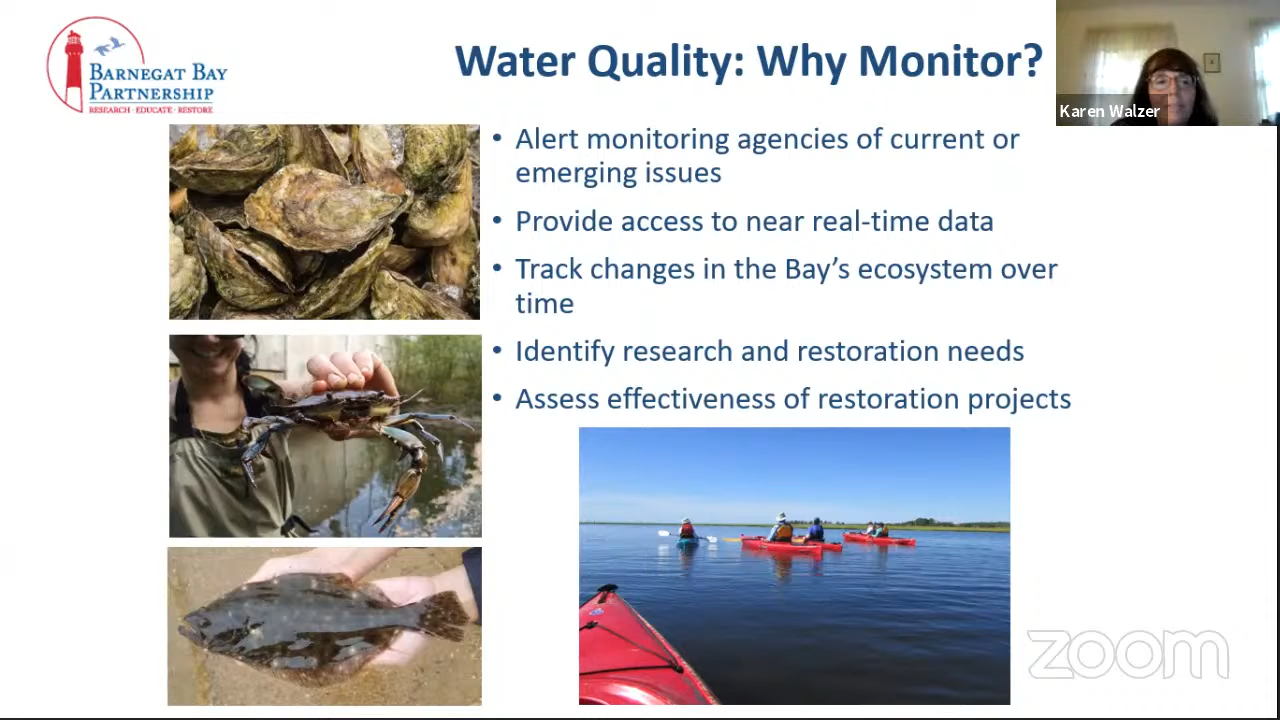 BARNEGAT BAY
PARTNERSHIP
RESEARCH · EDUCATE · RESTORE
Water Quality: Why Monitor?
Karen Walzer
• Alert monitoring agencies of current or
emerging issues
• Provide access to near real-time data
• Track changes in the Bay’s ecosystem over
time
• Identify research and restoration needs
• Assess effectiveness of restoration projects
zoom